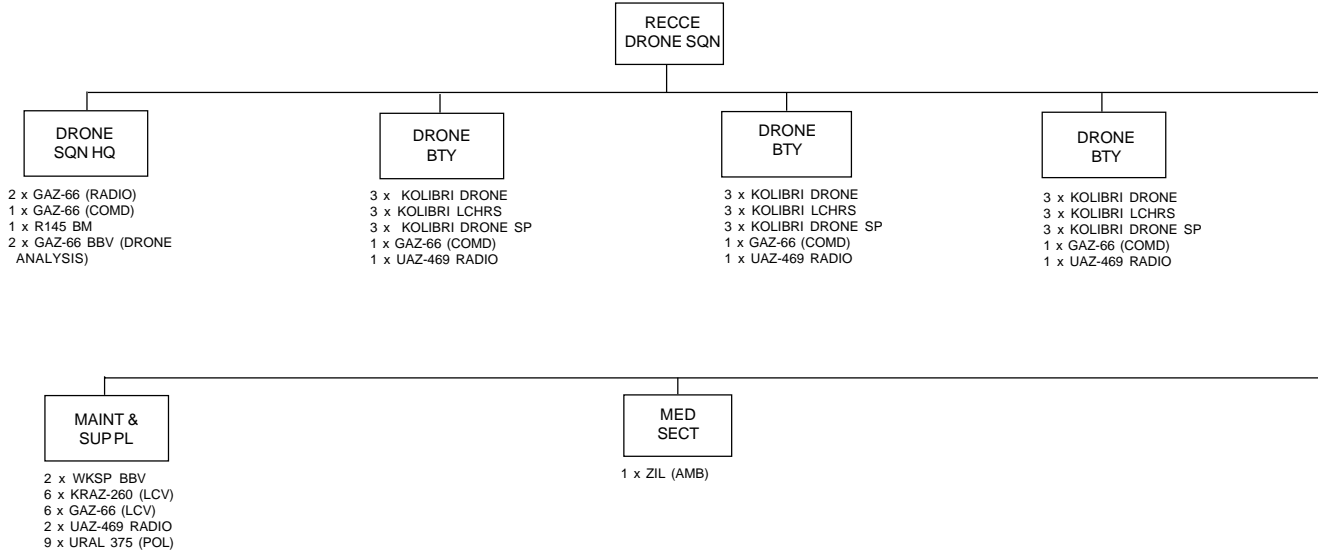 RECCE
DRONE SQN
DRONE
SQN HQ
2 x GAZ-66 (RADIO)
1 x GAZ-66 (COMD)
1 x R145 BM
2 x GAZ-66 BBV (DRONE
ANALYSIS)
DRONE
BTY
3 x KOLIBRI DRONE
3 x KOLIBRI LCHRS
3 x KOLIBRI DRONE SP
1 x GAZ-66 (COMD)
1 x UAZ-469 RADIO
DRONE
BTY
3 x KOLIBRI DRONE
3 x KOLIBRI LCHRS
3 x KOLIBRI DRONE SP
1 x GAZ-66 (COMD)
1 x UAZ-469 RADIO
DRONE
BTY
3 x KOLIBRI DRONE
3 x KOLIBRI LCHRS
3 x KOLIBRI DRONE SP
1 x GAZ-66 (COMD)
1 x UAZ-469 RADIO
MAINT &
SUP PL
2 x WKSP BBV
6 x KRAZ-260 (LCV)
6 x GAZ-66 (LCV)
2 x UAZ-469 RADIO
9 x URAL 375 (POL)
MED
SECT
1 x ZIL (AMB)